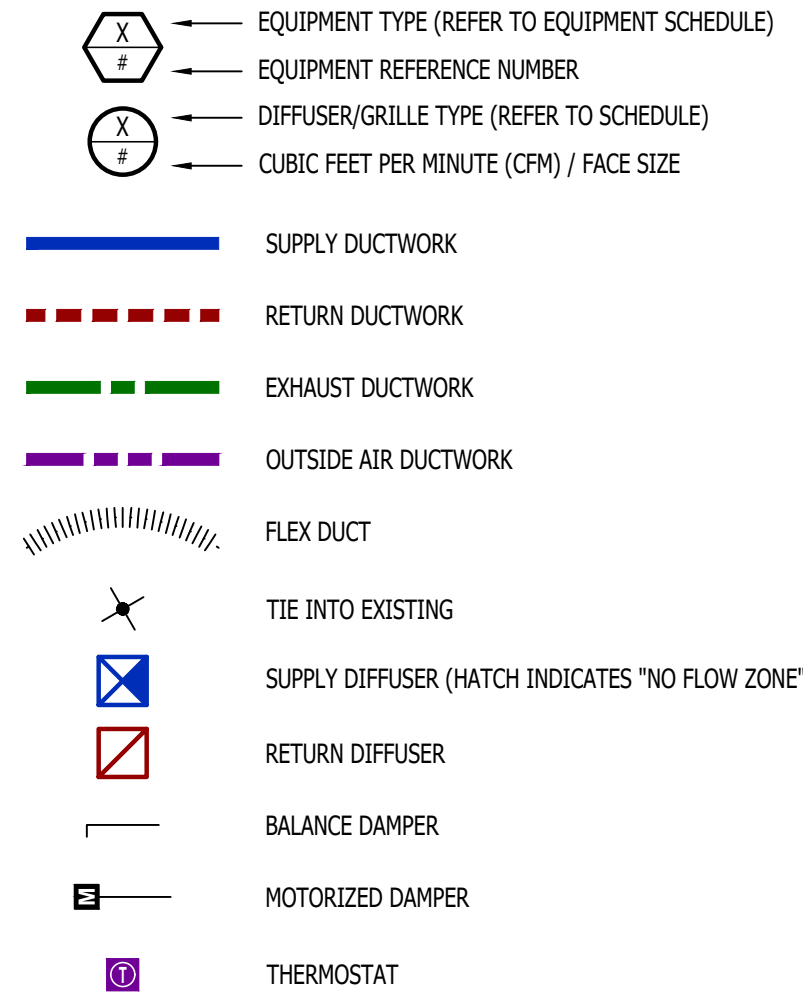 X EQUIPMENT TYPE (REFER TO EQUIPMENT SCHEDULE)
# EQUIPMENT REFERENCE NUMBER
X DIFFUSER/GRILLE TYPE (REFER TO SCHEDULE)
# CUBIC FEET PER MINUTE (CFM) / FACE SIZE
SUPPLY DUCTWORK
RETURN DUCTWORK
EXHAUST DUCTWORK
OUTSIDE AIR DUCTWORK
FLEX DUCT
TIE INTO EXISTING
SUPPLY DIFFUSER (HATCH INDICATES "NO FLOW ZONE"
RETURN DIFFUSER
BALANCE DAMPER
M MOTORIZED DAMPER
T THERMOSTAT